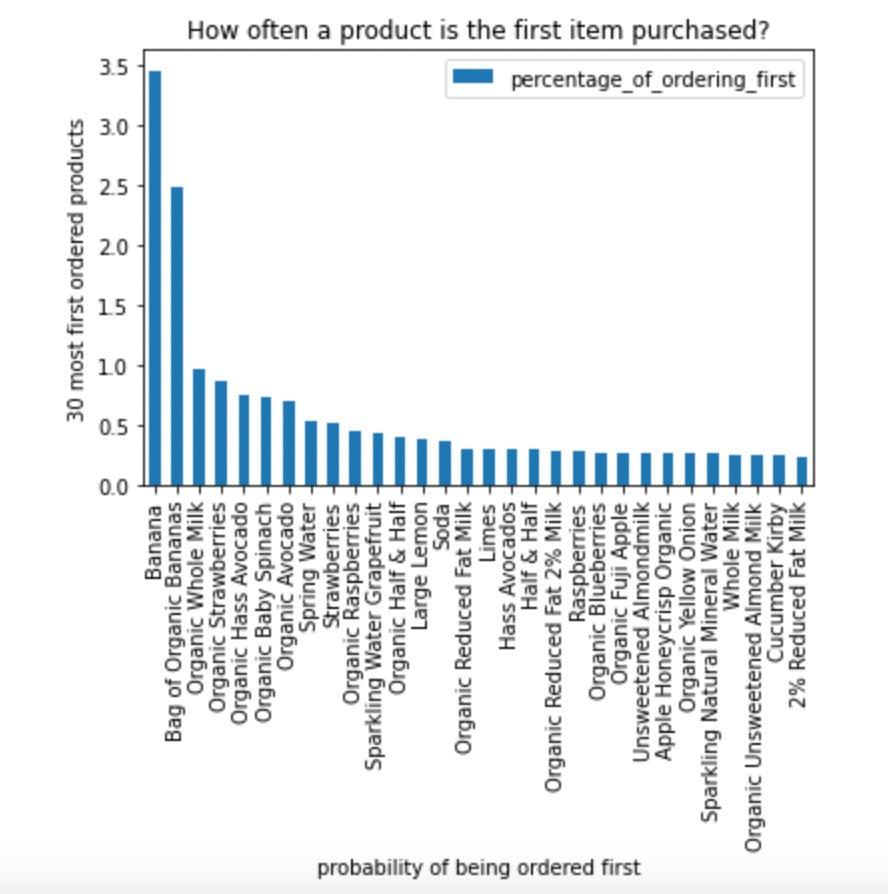 How often a product is the first item purchased?
percentage_of_ordering_first
30 most first ordered products
3.5
3.0
2.5
2.0
1.5
1.0
0.5
0.0
Banana
Bag of Organic Bananas
Organic Whole Milk
Organic Strawberries
Organic Hass Avocado
Organic Baby Spinach
Organic Avocado
Spring Water
Strawberries
Organic Raspberries
Sparkling Water Grapefruit
Organic Half & Half
Large Lemon
Soda
Organic Reduced Fat Milk
Limes
Hass Avocados
Half & Half
Organic Reduced Fat 2% Milk
Raspberries
Organic Blueberries
Organic Fuji Apple
Unsweetened Almondmilk
Apple Honeycrisp Organic
Organic Yellow Onion
Sparkling Natural Mineral Water
Whole Milk
Organic Unsweetened Almond Milk
Cucumber Kirby
2% Reduced Fat Milk
probability of being ordered first